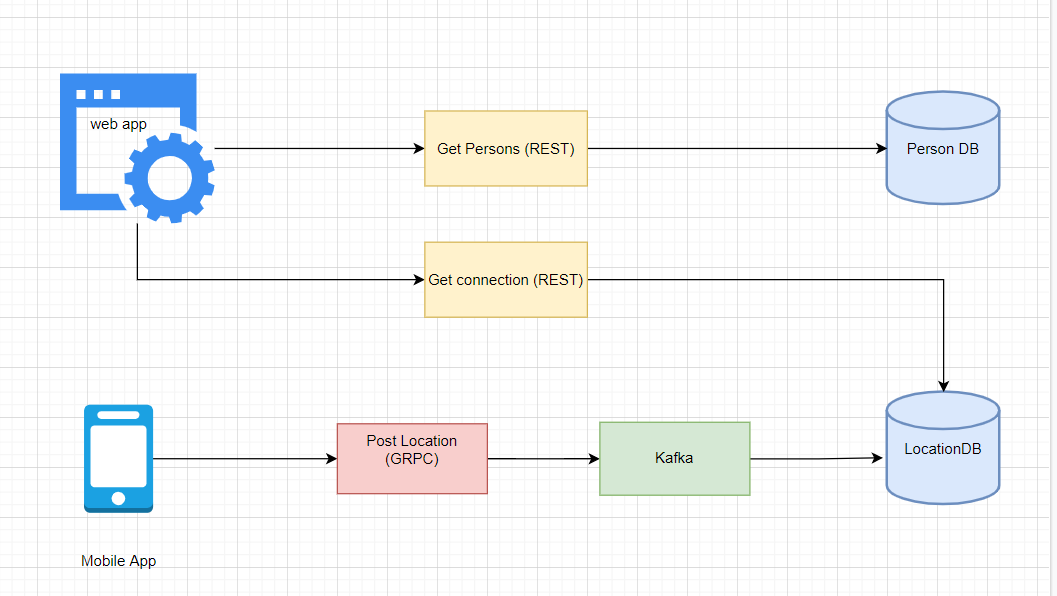 web app
Get Persons (REST)
Person DB
Get connection (REST)
Post Location
(GRPC)
Kafka
LocationDB
Mobile App